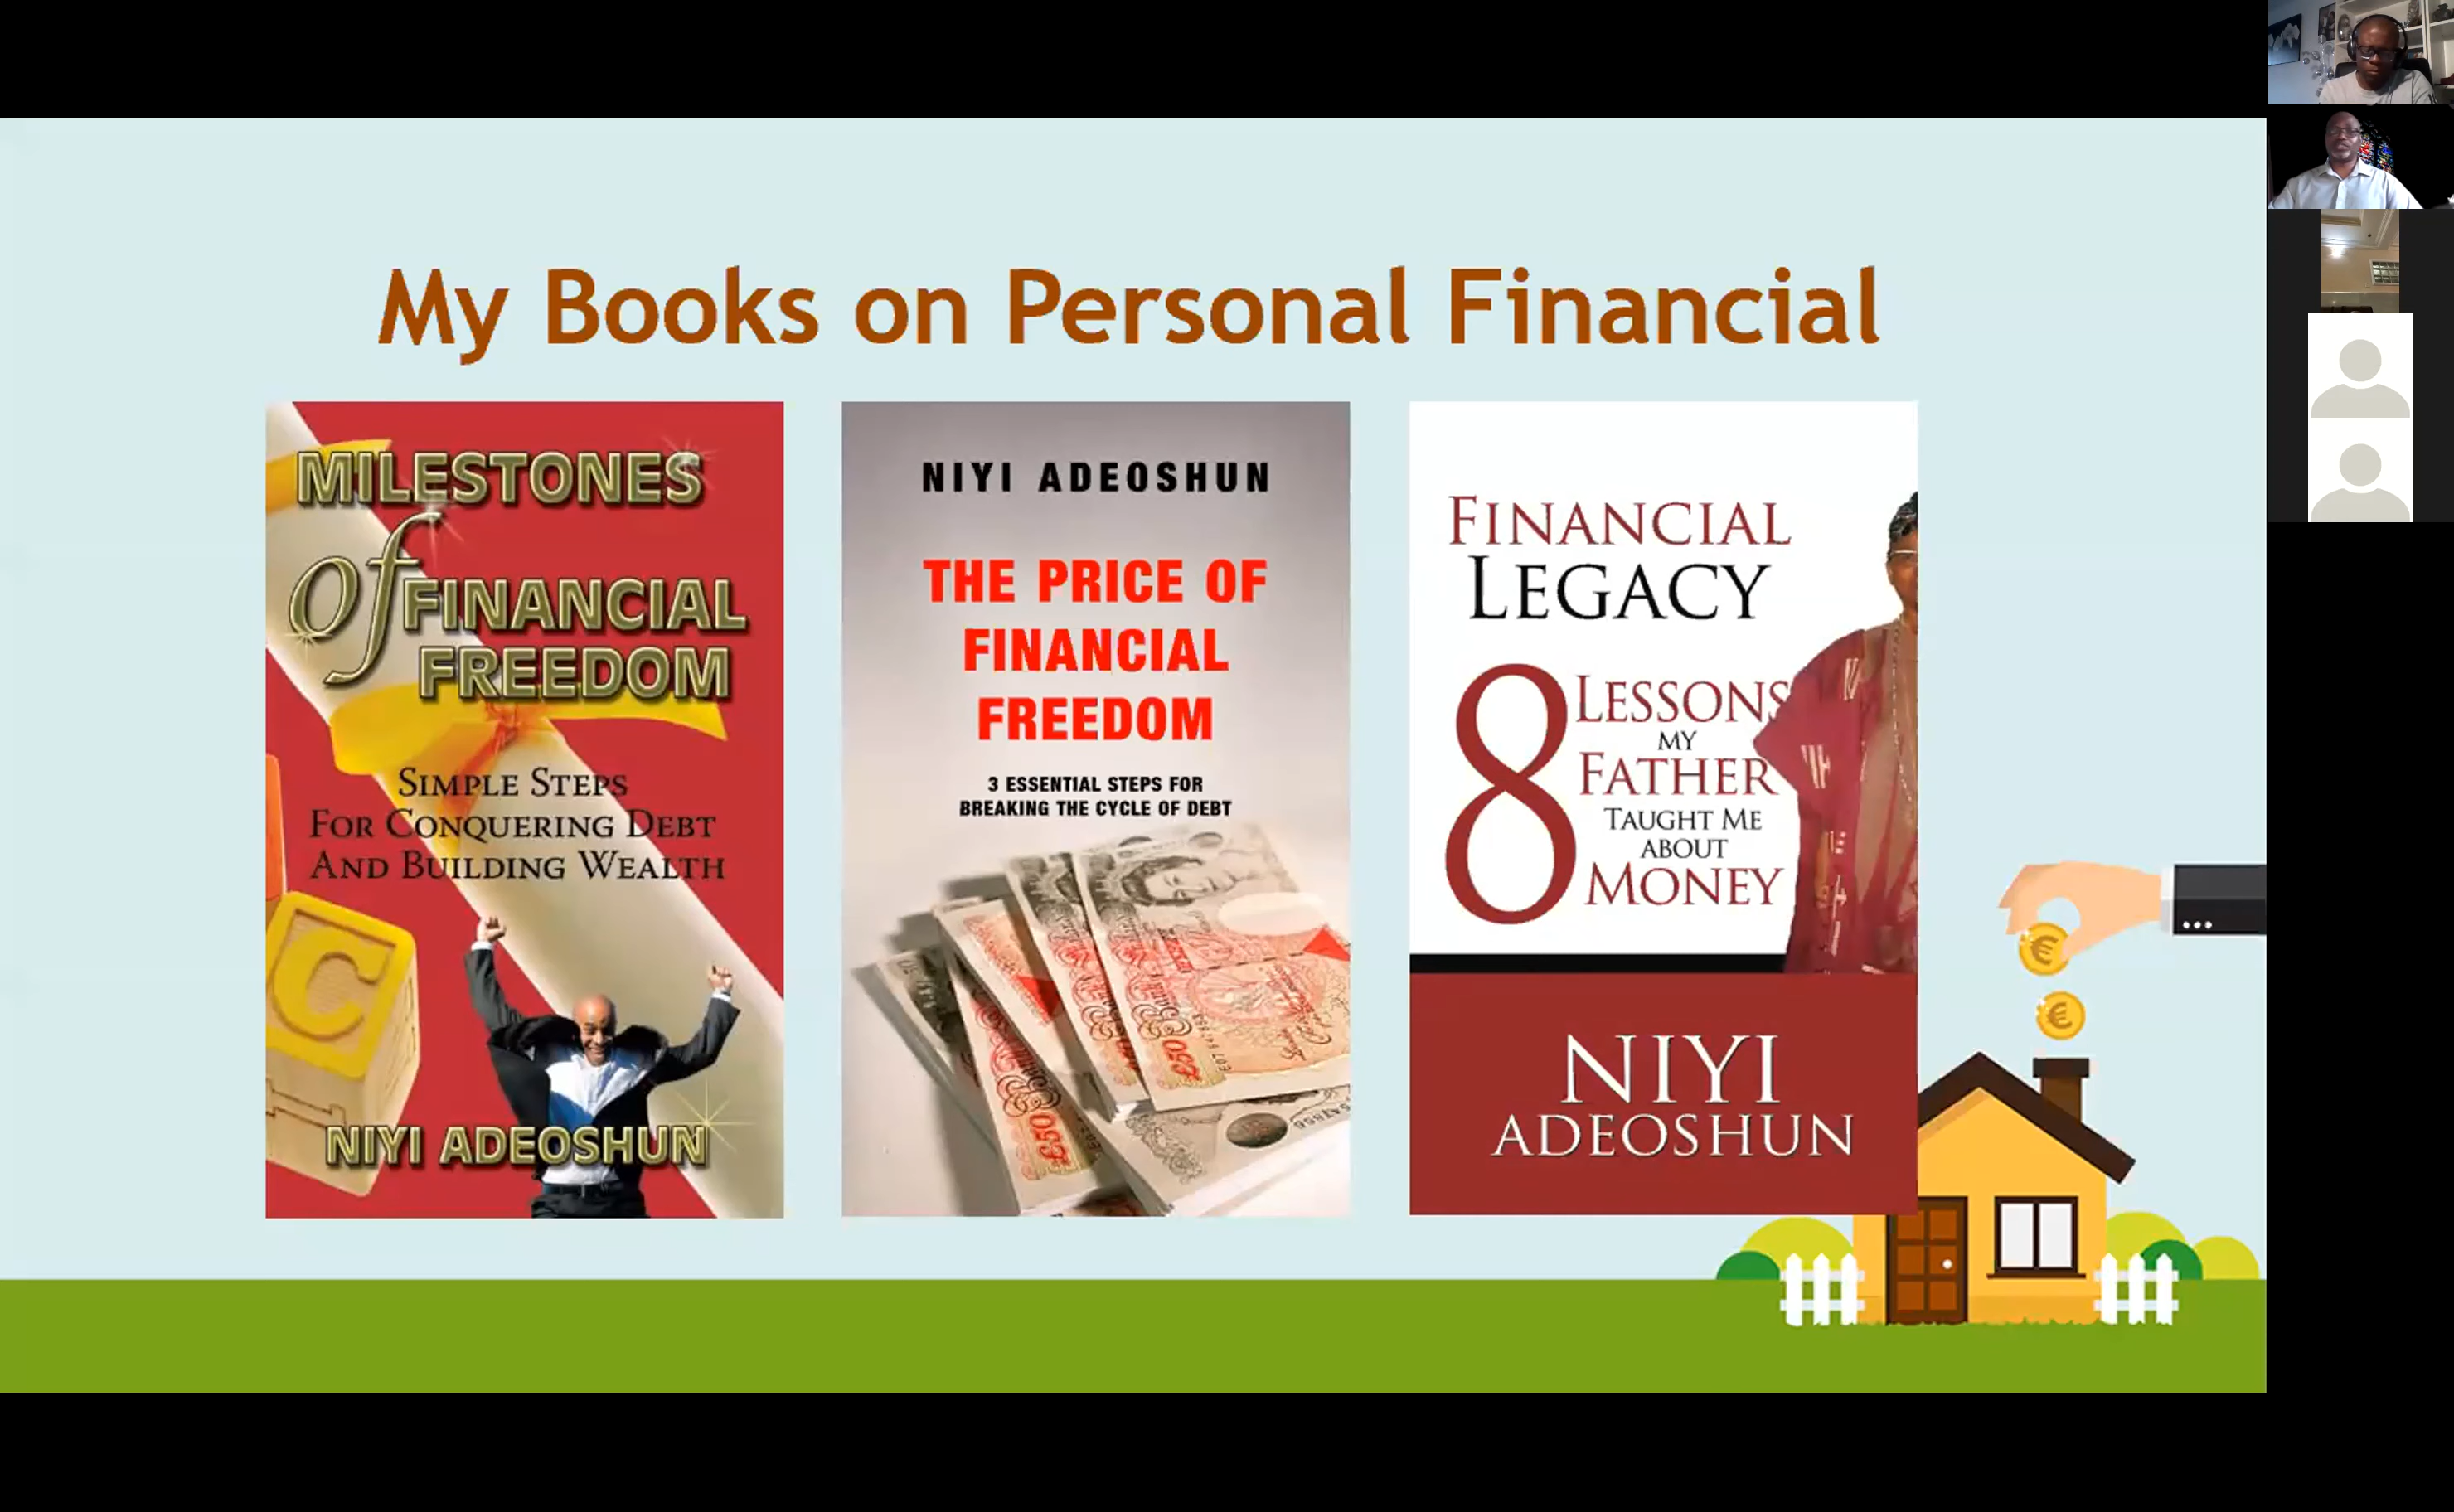 My Books on Personal Financial
MILESTONES
of FINANCIAL
FREEDOM
SIMPLE STEPS
FOR CONQUERING DEBT
AND BUILDING WEALTH
C
NIYI ADEOSHUN
NIYI ADEOSHUN
THE PRICE OF
FINANCIAL
FREEDOM
3 ESSENTIAL STEPS FOR
BREAKING THE CYCLE OF DEBT
£50
£50
FINANCIAL
LEGACY
8 LESSONS
MY
FATHER
TAUGHT ME
ABOUT
MONEY
NIYI
ADEOSHUN
€
€